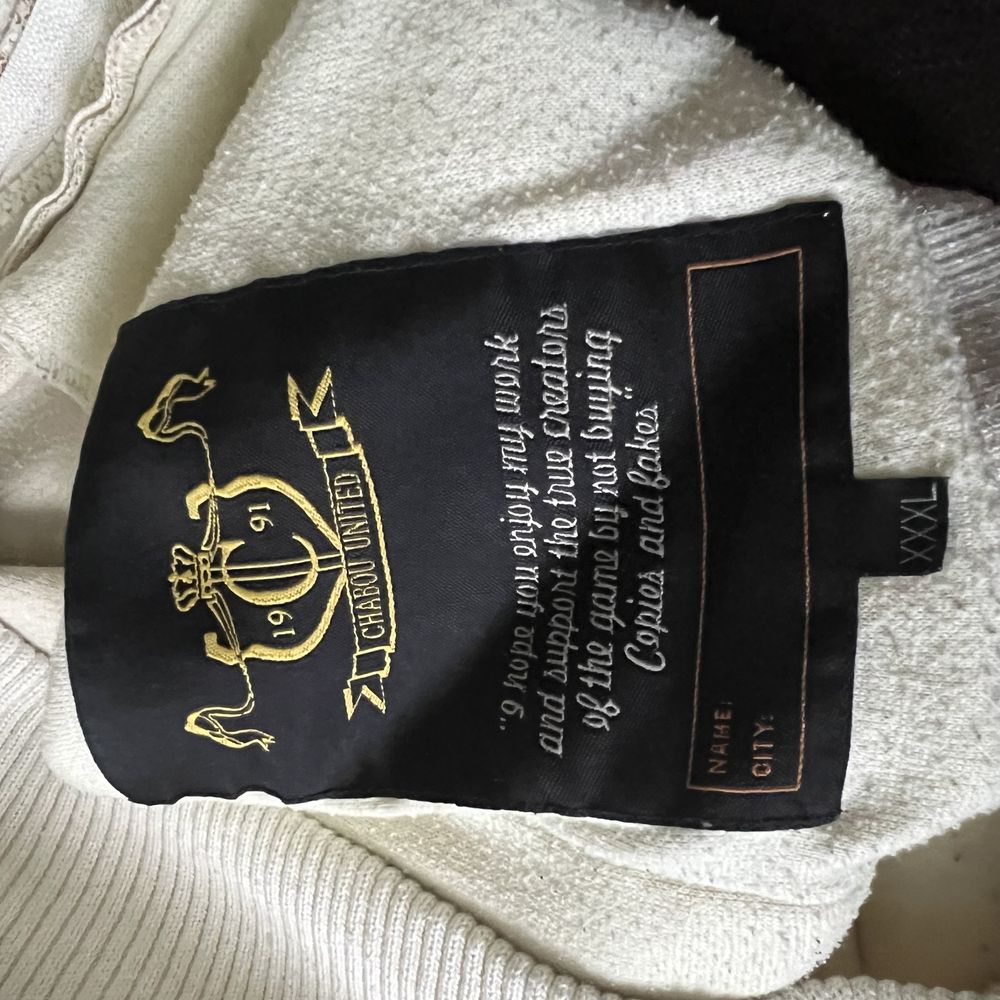 19 C 91
CHABOU UNITED
"I hope you enjoy my work
and support the true creators
of the game by not buying
Copies and fakes."
NAME:
CITY:
XXXL